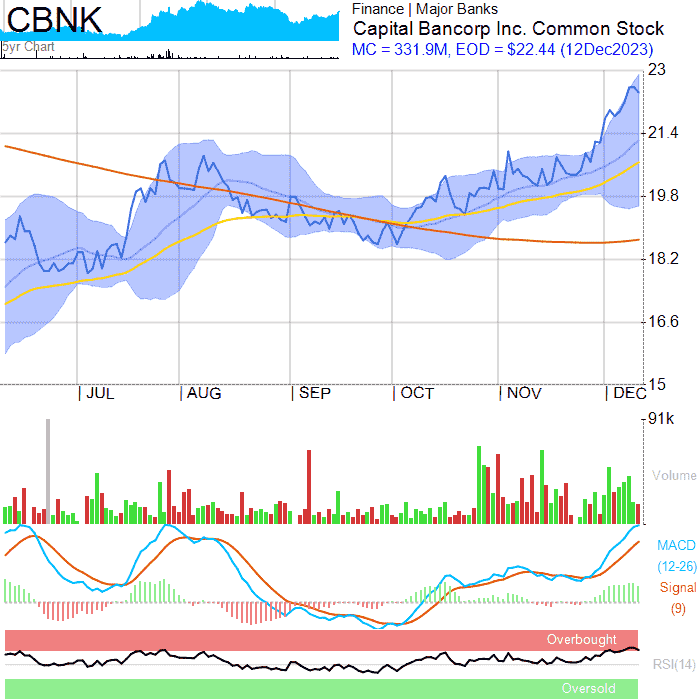 CBNK
5yr Chart
Finance | Major Banks
Capital Bancorp Inc. Common Stock
MC = 331.9M, EOD = $22.44 (12Dec2023)
23
21.4
19.8
18.2
16.6
15
| JUL | AUG | SEP | OCT | NOV | DEC
91k
Volume
MACD
(12-26)
Signal
(9)
Overbought
RSI(14)
Oversold